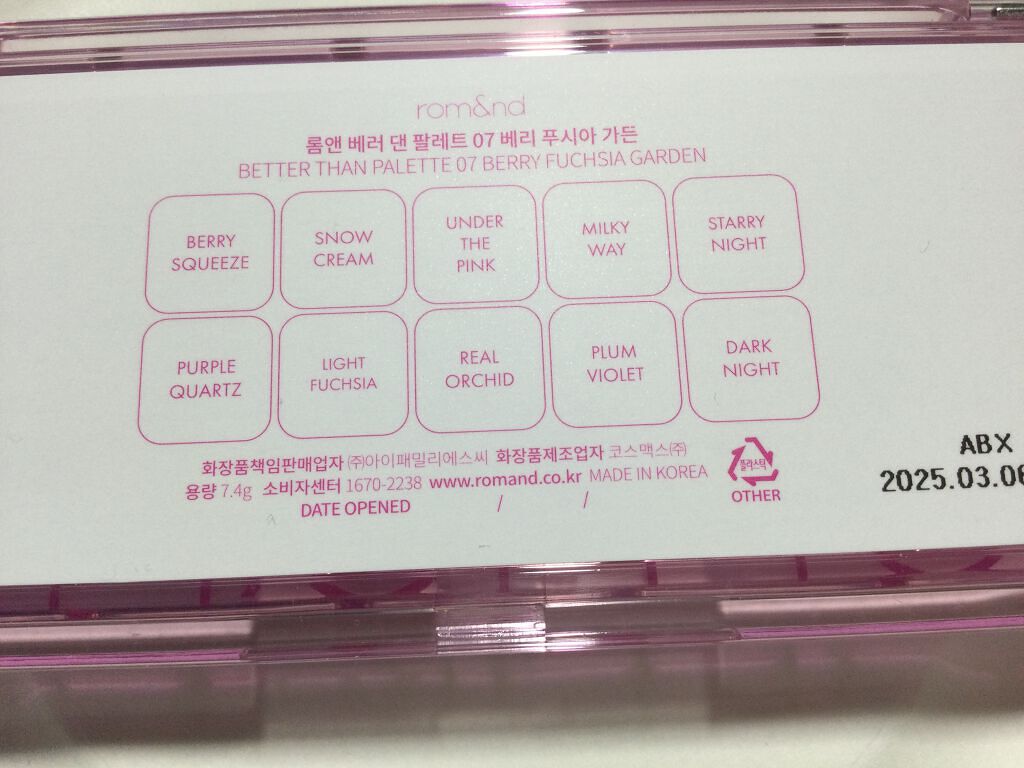 rom&nd
롬앤 베러 댄 팔레트 07 베리 푸시아 가든
BETTER THAN PALETTE 07 BERRY FUCHSIA GARDEN
BERRY
SQUEEZE
SNOW
CREAM
UNDER
THE
PINK
MILKY
WAY
STARRY
NIGHT
PURPLE
QUARTZ
LIGHT
FUCHSIA
REAL
ORCHID
PLUM
VIOLET
DARK
NIGHT
화장품책임판매업자 ㈜아이패밀리에스씨 화장품제조업자 코스맥스㈜
용량 7.4g 소비자센터 1670-2238 www.romand.co.kr MADE IN KOREA
DATE OPENED / /
플라스틱
OTHER
ABX
2025.03.06